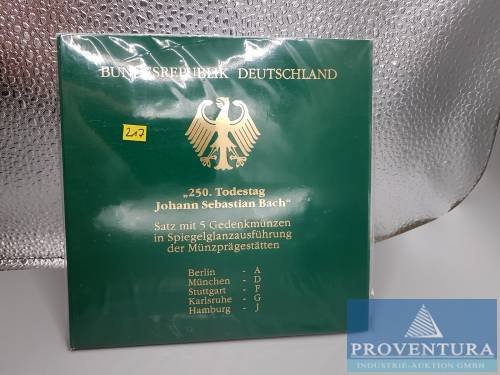 BUNDESREPUBLIK DEUTSCHLAND
217
„250. Todestag
Johann Sebastian Bach“
Satz mit 5 Gedenkmünzen
in Spiegelglanzausführung
der Münzprägestätten
Berlin - A
München - D
Stuttgart - F
Karlsruhe - G
Hamburg - J
PROVENTURA
INDUSTRIE-AUKTION GMBH